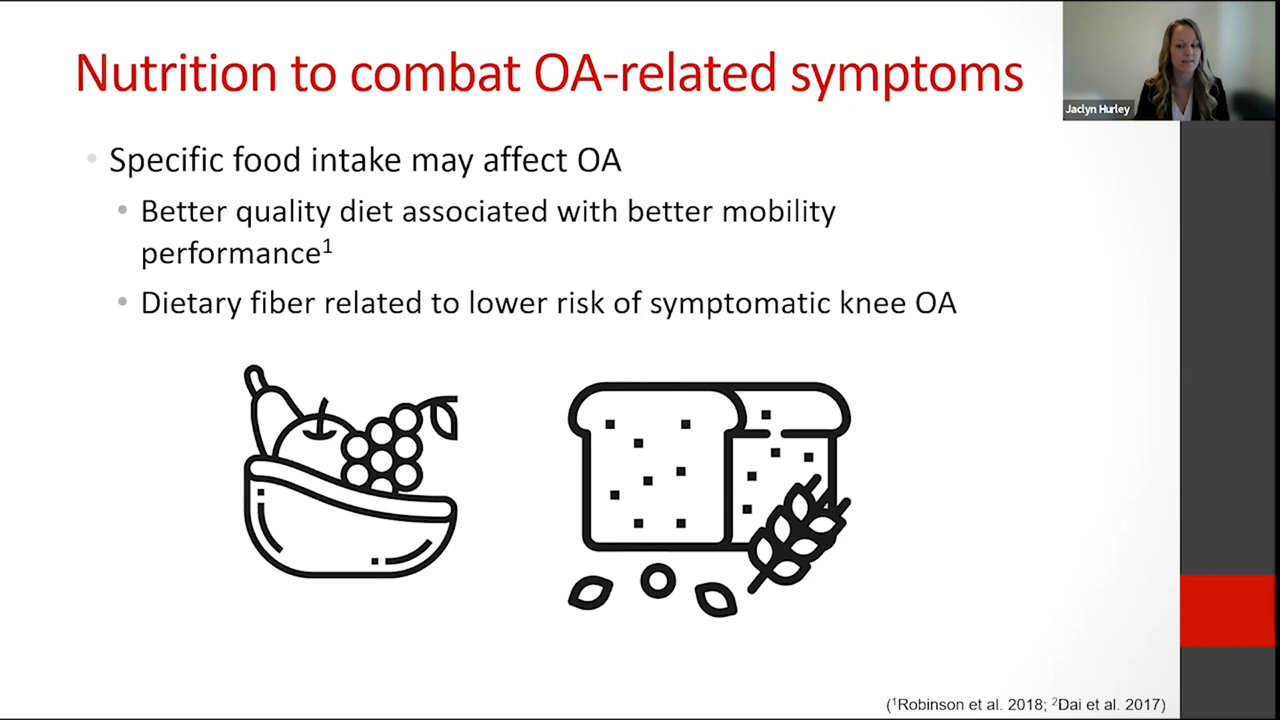 Nutrition to combat OA-related symptoms
Jaclyn Hurley
• Specific food intake may affect OA
• Better quality diet associated with better mobility
performance¹
• Dietary fiber related to lower risk of symptomatic knee OA
(¹Robinson et al. 2018; ²Dai et al. 2017)